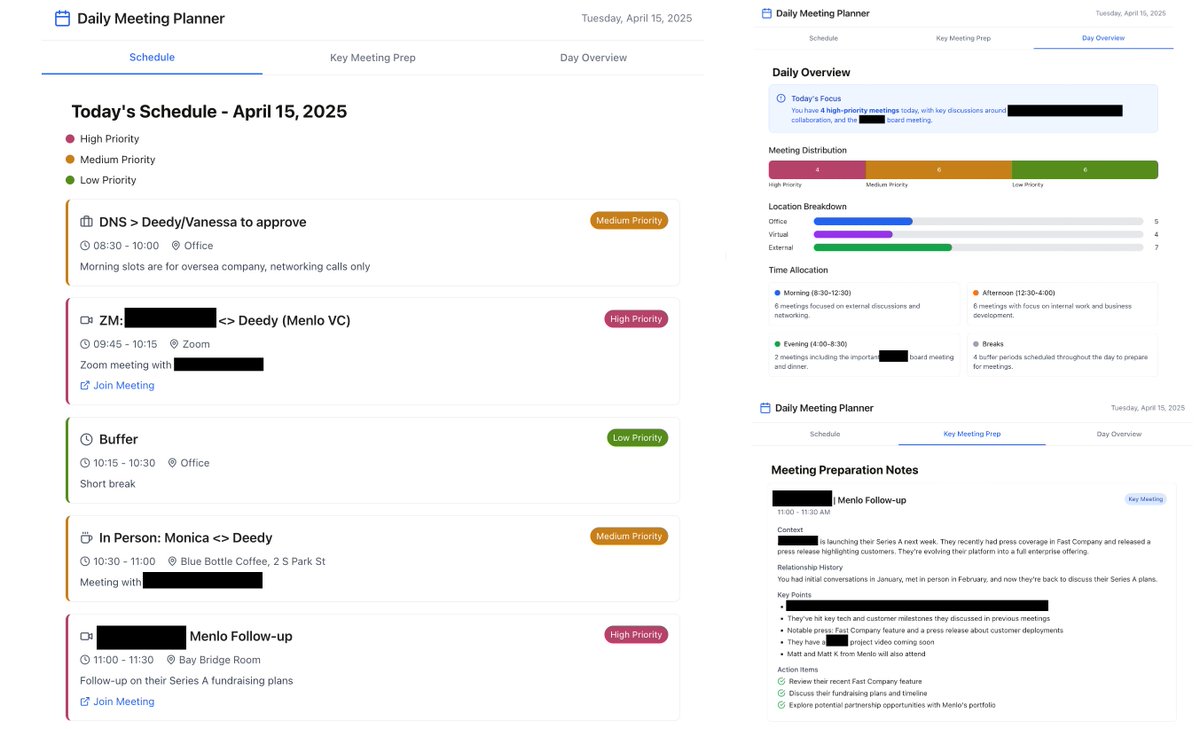 Daily Meeting Planner
Tuesday, April 15, 2025
Schedule
Key Meeting Prep
Day Overview
Today's Schedule - April 15, 2025
High Priority
Medium Priority
Low Priority
DNS > Deedy/Vanessa to approve
Medium Priority
08:30 - 10:00 Office
Morning slots are for oversea company, networking calls only
ZM: <> Deedy (Menlo VC)
High Priority
09:45 - 10:15 Zoom
Zoom meeting with
Join Meeting
Buffer
Low Priority
10:15 - 10:30 Office
Short break
In Person: Monica <> Deedy
Medium Priority
10:30 - 11:00 Blue Bottle Coffee, 2 S Park St
Meeting with
Menlo Follow-up
High Priority
11:00 - 11:30 Bay Bridge Room
Follow-up on their Series A fundraising plans
Join Meeting
Daily Meeting Planner
Tuesday, April 15, 2025
Schedule
Key Meeting Prep
Day Overview
Daily Overview
Today's Focus
You have 4 high-priority meetings today, with key discussions around
collaboration, and the board meeting.
Meeting Distribution
4 6 6
High Priority Medium Priority Low Priority
Location Breakdown
Office 5
Virtual 4
External 7
Time Allocation
Morning (8:30-12:30)
6 meetings focused on external discussions and
networking.
Afternoon (12:30-4:00)
6 meetings with focus on internal work and business
development.
Evening (4:00-8:30)
2 meetings including the important board meeting
and dinner.
Breaks
4 buffer periods scheduled throughout the day to prepare
for meetings.
Daily Meeting Planner
Tuesday, April 15, 2025
Schedule
Key Meeting Prep
Day Overview
Meeting Preparation Notes
| Menlo Follow-up
Key Meeting
11:00 - 11:30 AM
Context
is launching their Series A next week. They recently had press coverage in Fast Company and released a
press release highlighting customers. They're evolving their platform into a full enterprise offering.
Relationship History
You had initial conversations in January, met in person in February, and now they're back to discuss their Series A plans.
Key Points
• They've hit key tech and customer milestones they discussed in previous meetings
• Notable press: Fast Company feature and a press release about customer deployments
• They have a project video coming soon
• Matt and Matt K from Menlo will also attend
Action Items
Review their recent Fast Company feature
Discuss their fundraising plans and timeline
Explore potential partnership opportunities with Menlo's portfolio